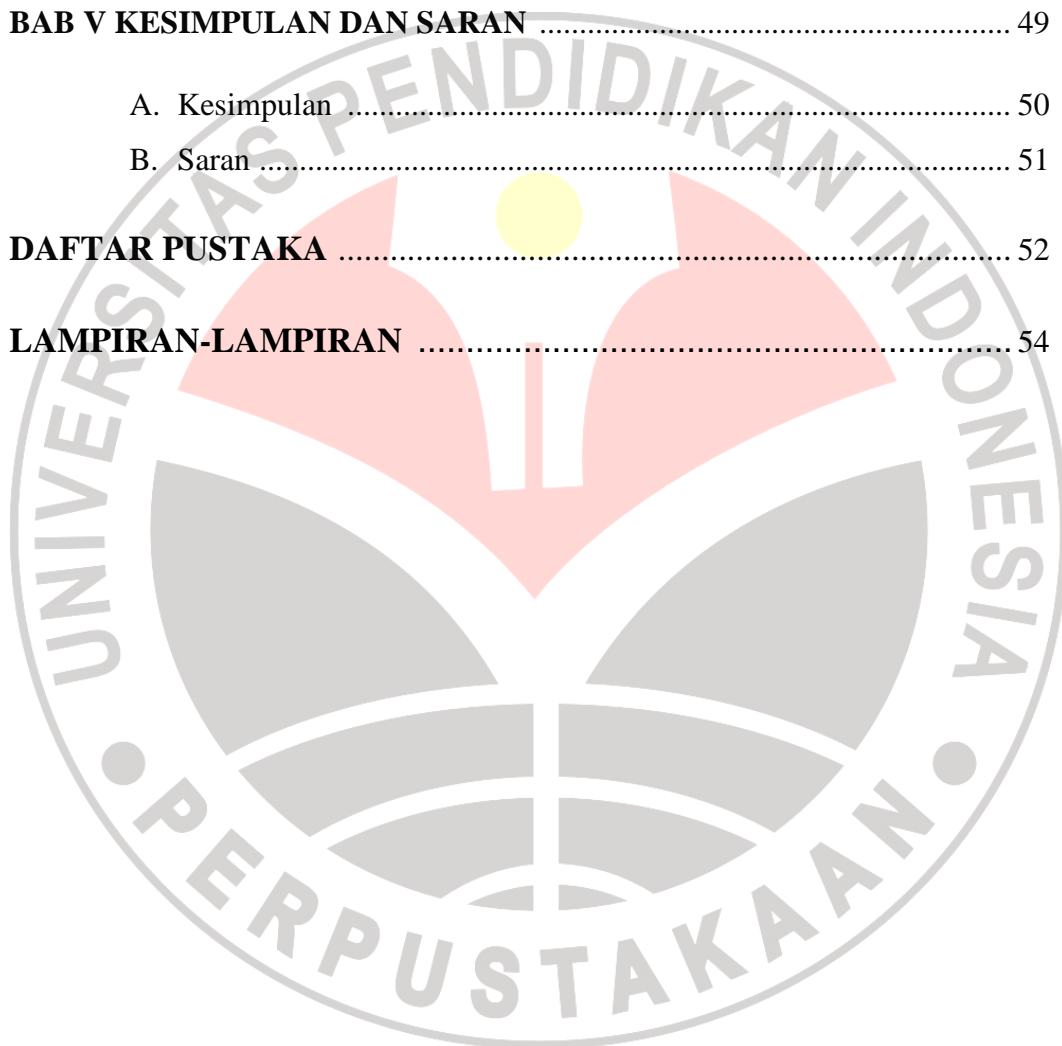 BAB V KESIMPULAN DAN SARAN ........................................................... 49
A. Kesimpulan ................................................................................... 50
B. Saran .............................................................................................. 51
DAFTAR PUSTAKA .................................................................................... 52
LAMPIRAN-LAMPIRAN ............................................................... 54
UNIVERSITAS PENDIDIKAN INDONESIA
PERPUSTAKAAN